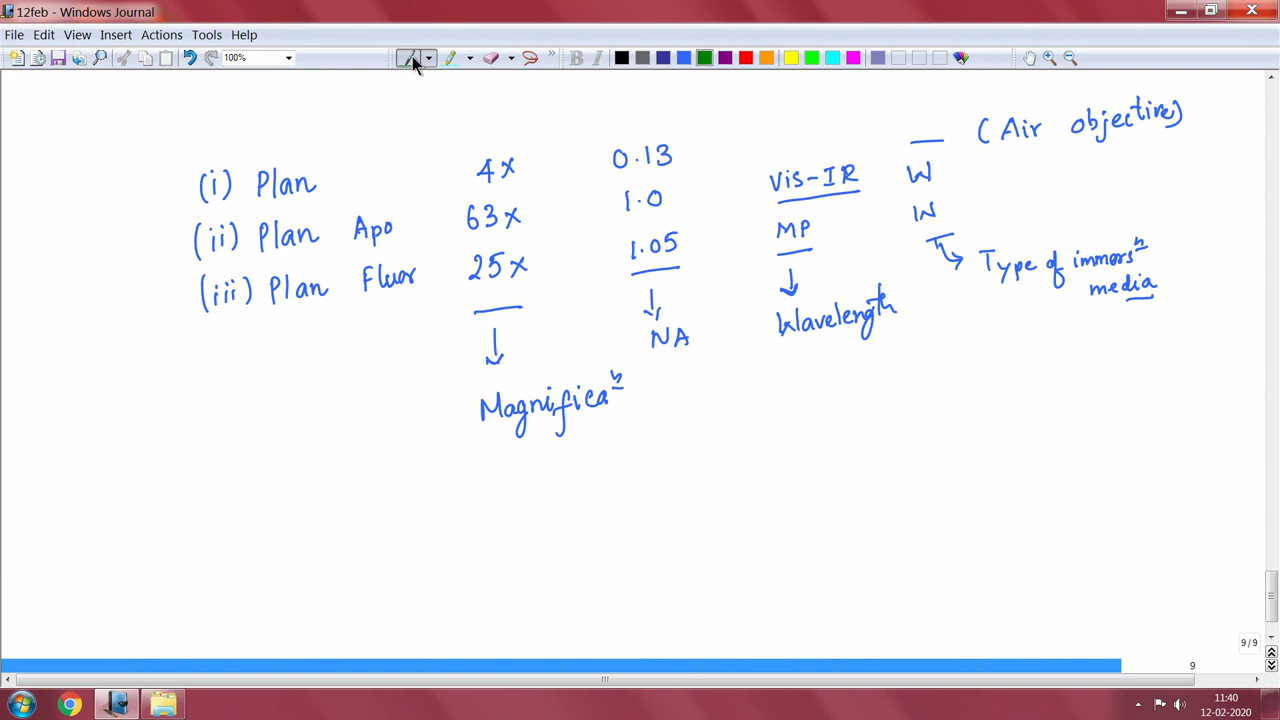 12feb - Windows Journal
File Edit View Insert Actions Tools Help
100%
(Air objective)
(i) Plan 4x 0.13 —
(ii) Plan Apo 63x 1.0 Vis-IR W
(iii) Plan Fluor 25x 1.05 MP W
Type of immersⁿ
media
NA
Wavelength
Magnificaⁿ
9/9
9
11:40
12-02-2020